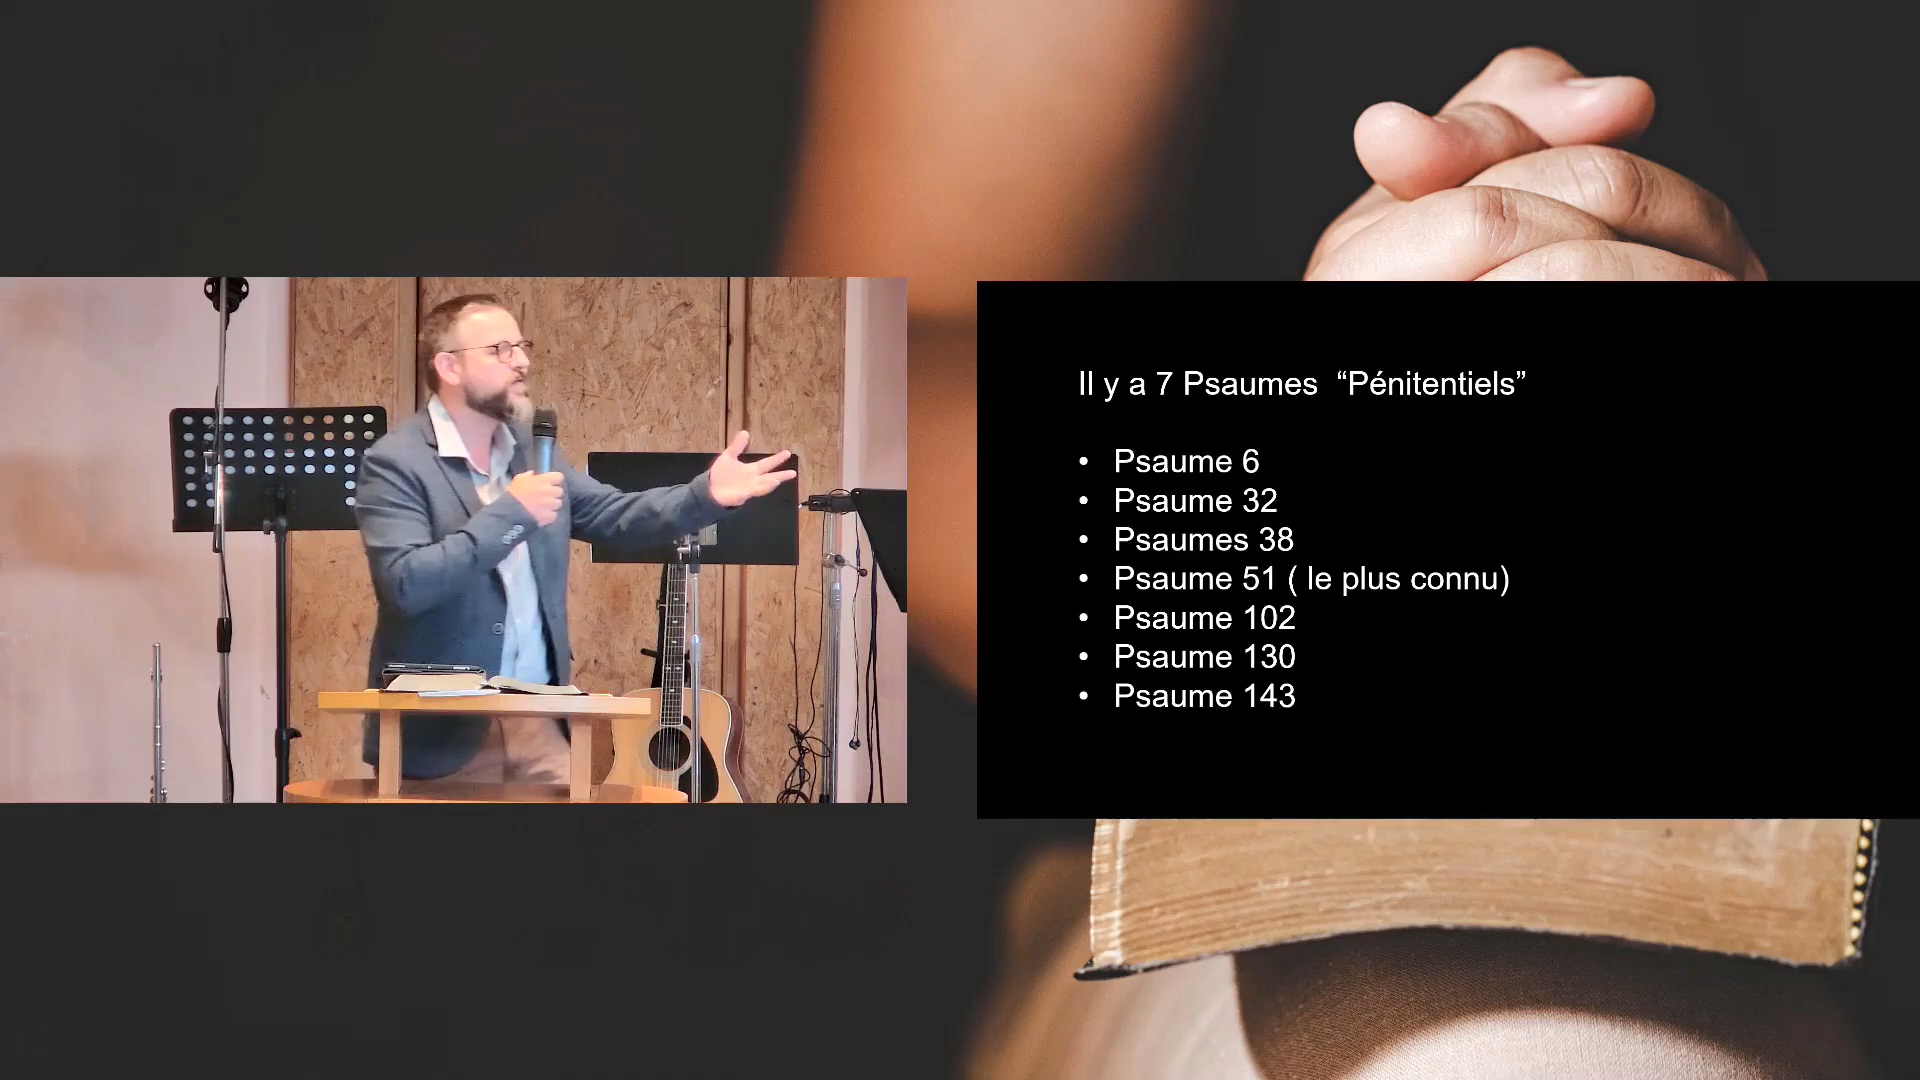 Il y a 7 Psaumes  “Pénitentiels”
• Psaume 6
• Psaume 32
• Psaumes 38
• Psaume 51 ( le plus connu)
• Psaume 102
• Psaume 130
• Psaume 143